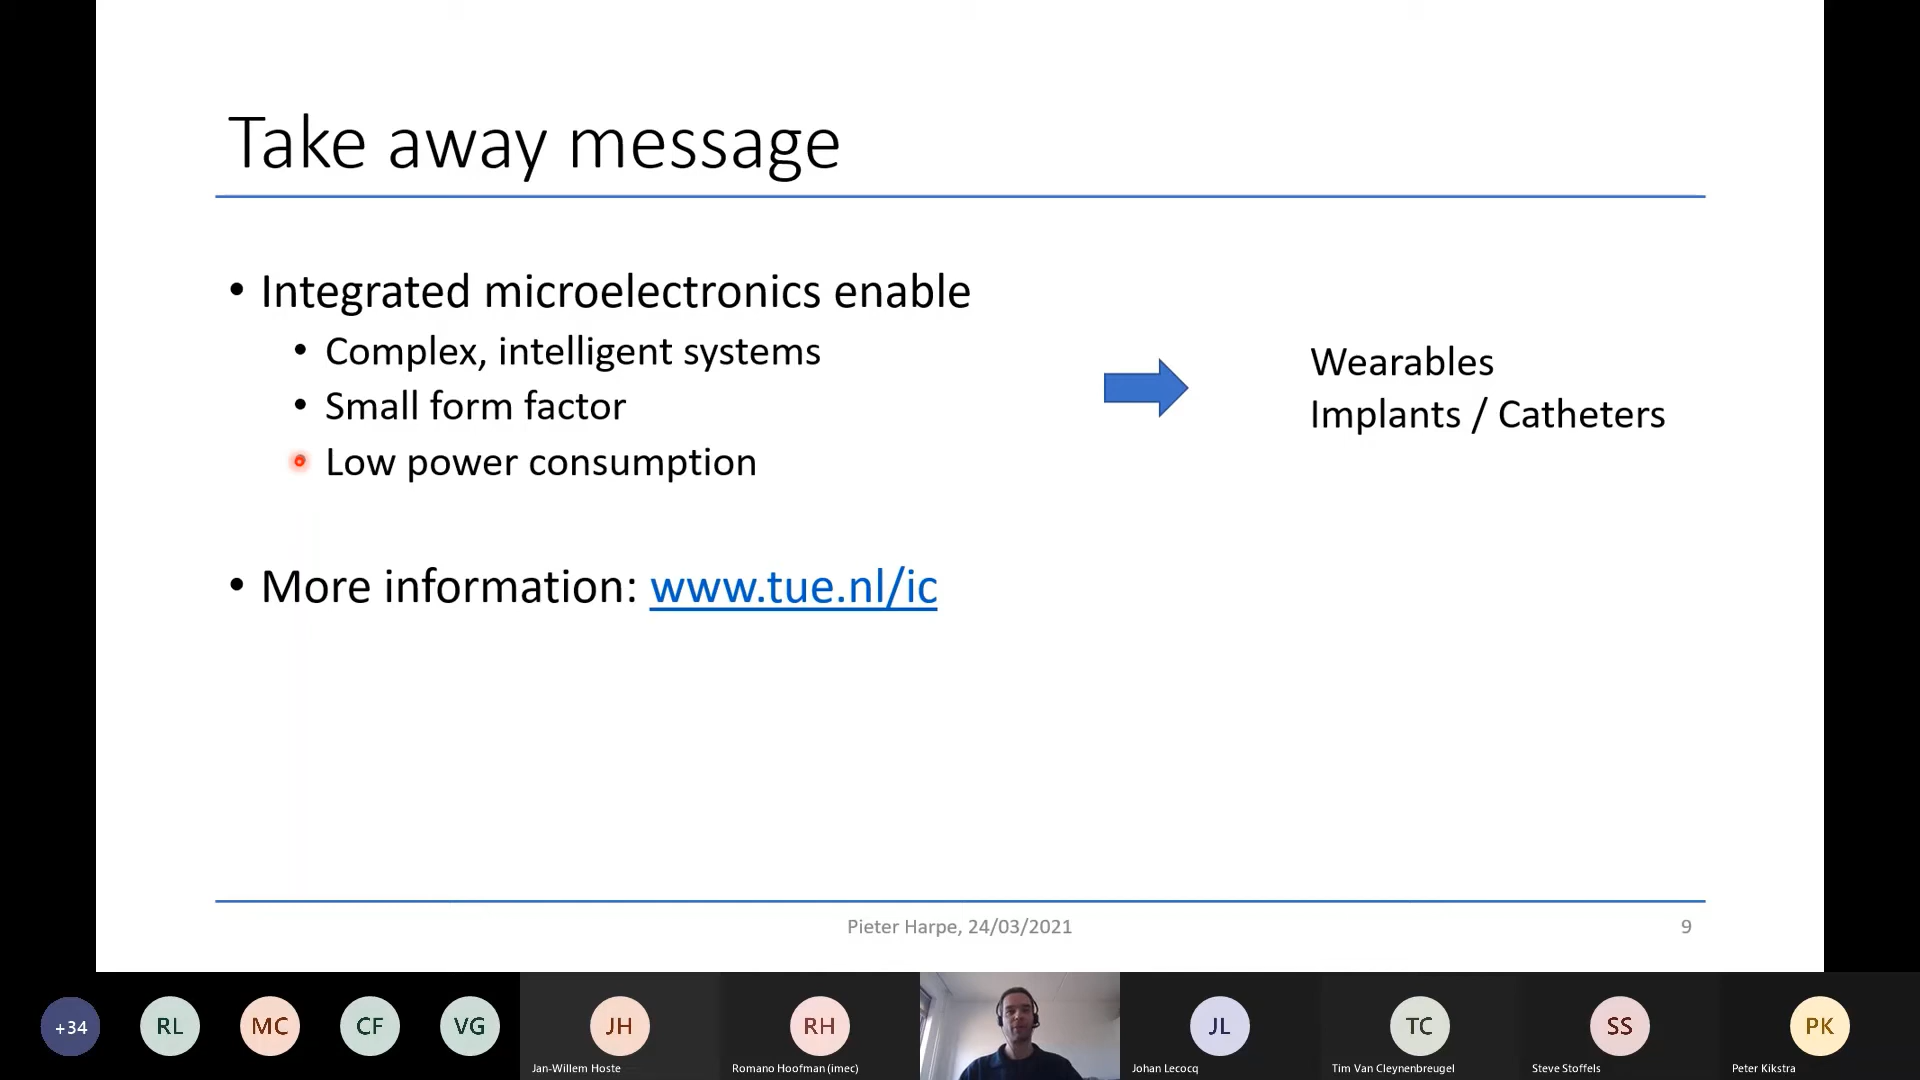 Take away message
• Integrated microelectronics enable
• Complex, intelligent systems
• Small form factor
Low power consumption
Wearables
Implants / Catheters
• More information: www.tue.nl/ic
Pieter Harpe, 24/03/2021
9
+34
RL
MC
CF
VG
JH
Jan-Willem Hoste
RH
Romano Hoofman (imec)
JL
Johan Lecocq
TC
Tim Van Cleynenbreugel
SS
Steve Stoffels
PK
Peter Kikstra